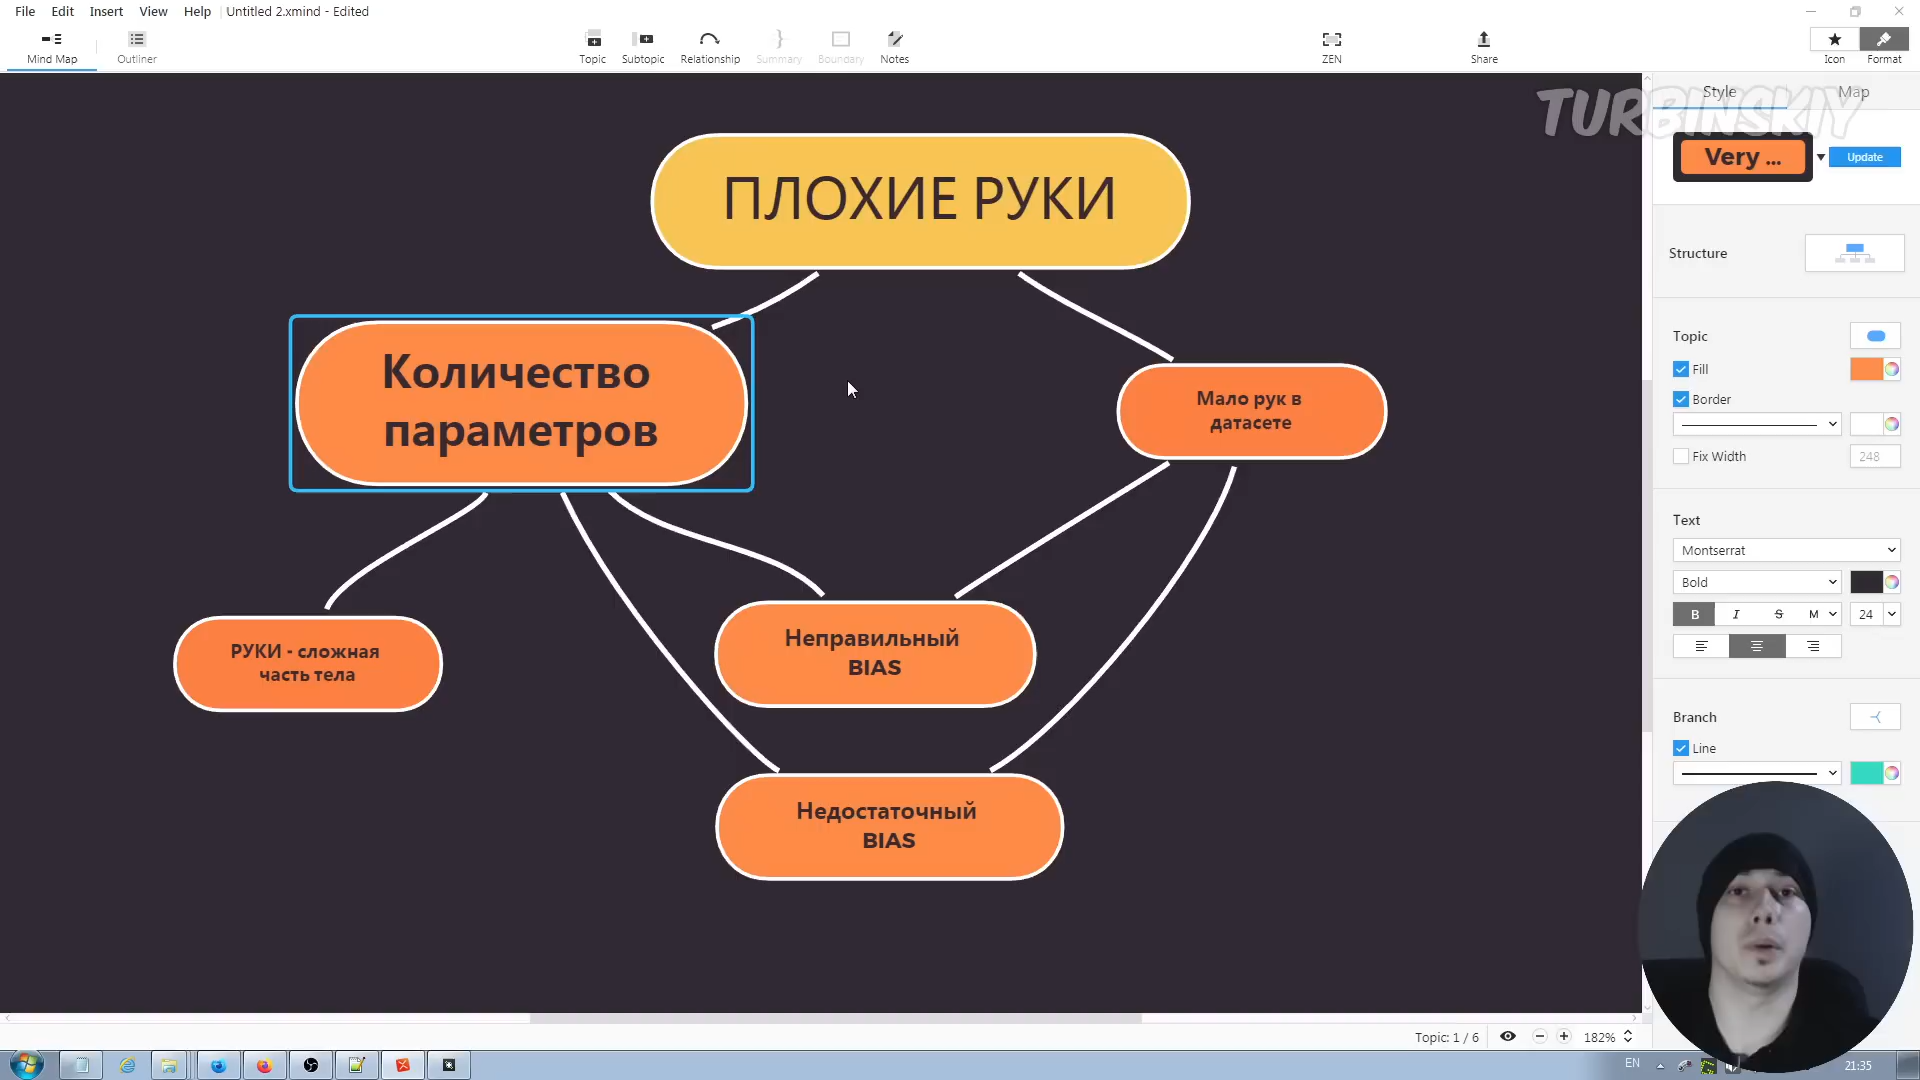 File Edit Insert View Help Untitled 2.xmind - Edited
Mind Map Outliner Topic Subtopic Relationship Summary Boundary Notes ZEN Share Icon Format
TURBINSKIY
Style Map
Very ... Update
Structure
Topic
Fill
Border
Fix Width 248
Text
Montserrat
Bold
B I S M 24
Branch
Line
ПЛОХИЕ РУКИ
Количество
параметров
Мало рук в
датасете
РУКИ - сложная
часть тела
Неправильный
BIAS
Недостаточный
BIAS
Topic: 1 / 6 182%
EN 21:35